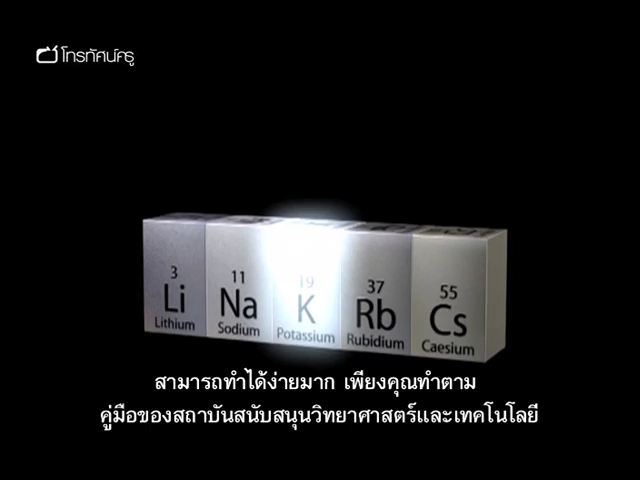 โทรทัศน์ครู
3 11 19 37 55
Li Na K Rb Cs
Lithium Sodium Potassium Rubidium Caesium
สามารถทำได้ง่ายมาก เพียงคุณทำตาม
คู่มือของสถาบันสนับสนุนวิทยาศาสตร์และเทคโนโลยี